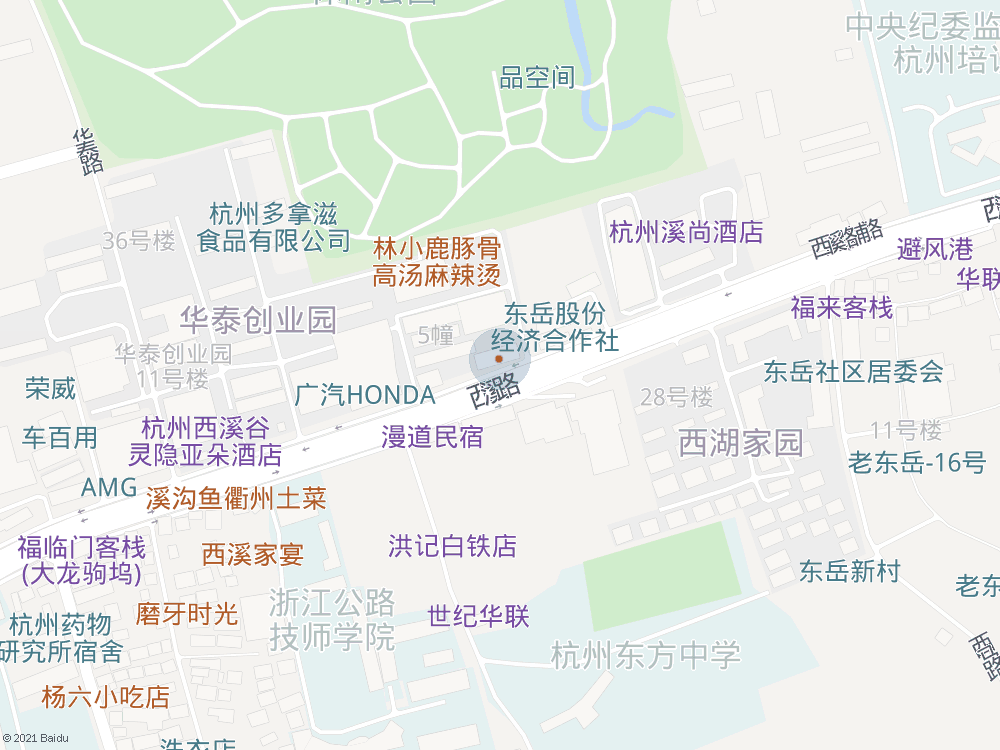 中央纪委监
杭州培训
品空间
华泰路
杭州多拿滋
食品有限公司
36号楼
林小鹿豚骨
高汤麻辣烫
杭州溪尚酒店
西溪路辅路
避风港
华联
福来客栈
华泰创业园
5幢
东岳股份
经济合作社
华泰创业园
11号楼
荣威
广汽HONDA
西溪路
28号楼
东岳社区居委会
车百用
杭州西溪谷
灵隐亚朵酒店
漫道民宿
西湖家园
11号楼
老东岳-16号
AMG
溪沟鱼衢州土菜
福临门客栈
(大龙驹坞)
西溪家宴
洪记白铁店
东岳新村
老东
磨牙时光
浙江公路
技师学院
世纪华联
杭州药物
研究所宿舍
杭州东方中学
杨六小吃店
洗衣店
© 2021 Baidu